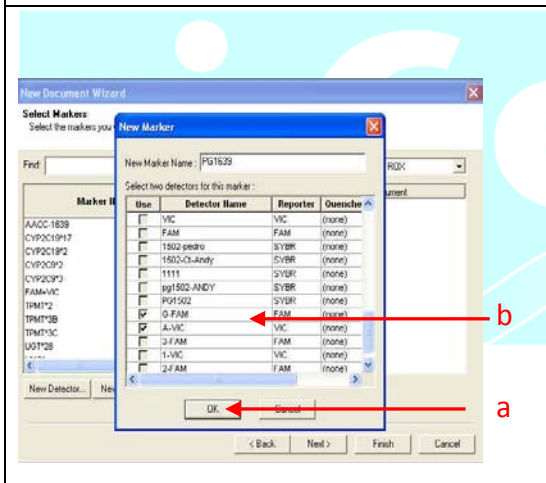 New Document Wizard
Select Markers
Select the markers you
New Marker
New Marker Name : PG1639
Find:
ROX
Select two detectors for this marker :
Use Detector Name Reporter Quenche
VIC VIC (none)
FAM FAM (none)
1502-pedro SYBR (none)
1502-Ct-Andy SYBR (none)
1111 SYBR (none)
pg1502-ANDY SYBR (none)
PG1502 SYBR (none)
G-FAM FAM (none)
A-VIC VIC (none)
3-FAM FAM (none)
1-VIC VIC (none)
2-FAM FAM (none)
Marker
AACC-1639
CYP2C19*17
CYP2C19*2
CYP2C9*2
CYP2C9*3
FAM+VIC
TPMT*2
TPMT*3B
TPMT*3C
UGT*28
b
New Detector...
OK Cancel
a
< Back Next > Finish Cancel